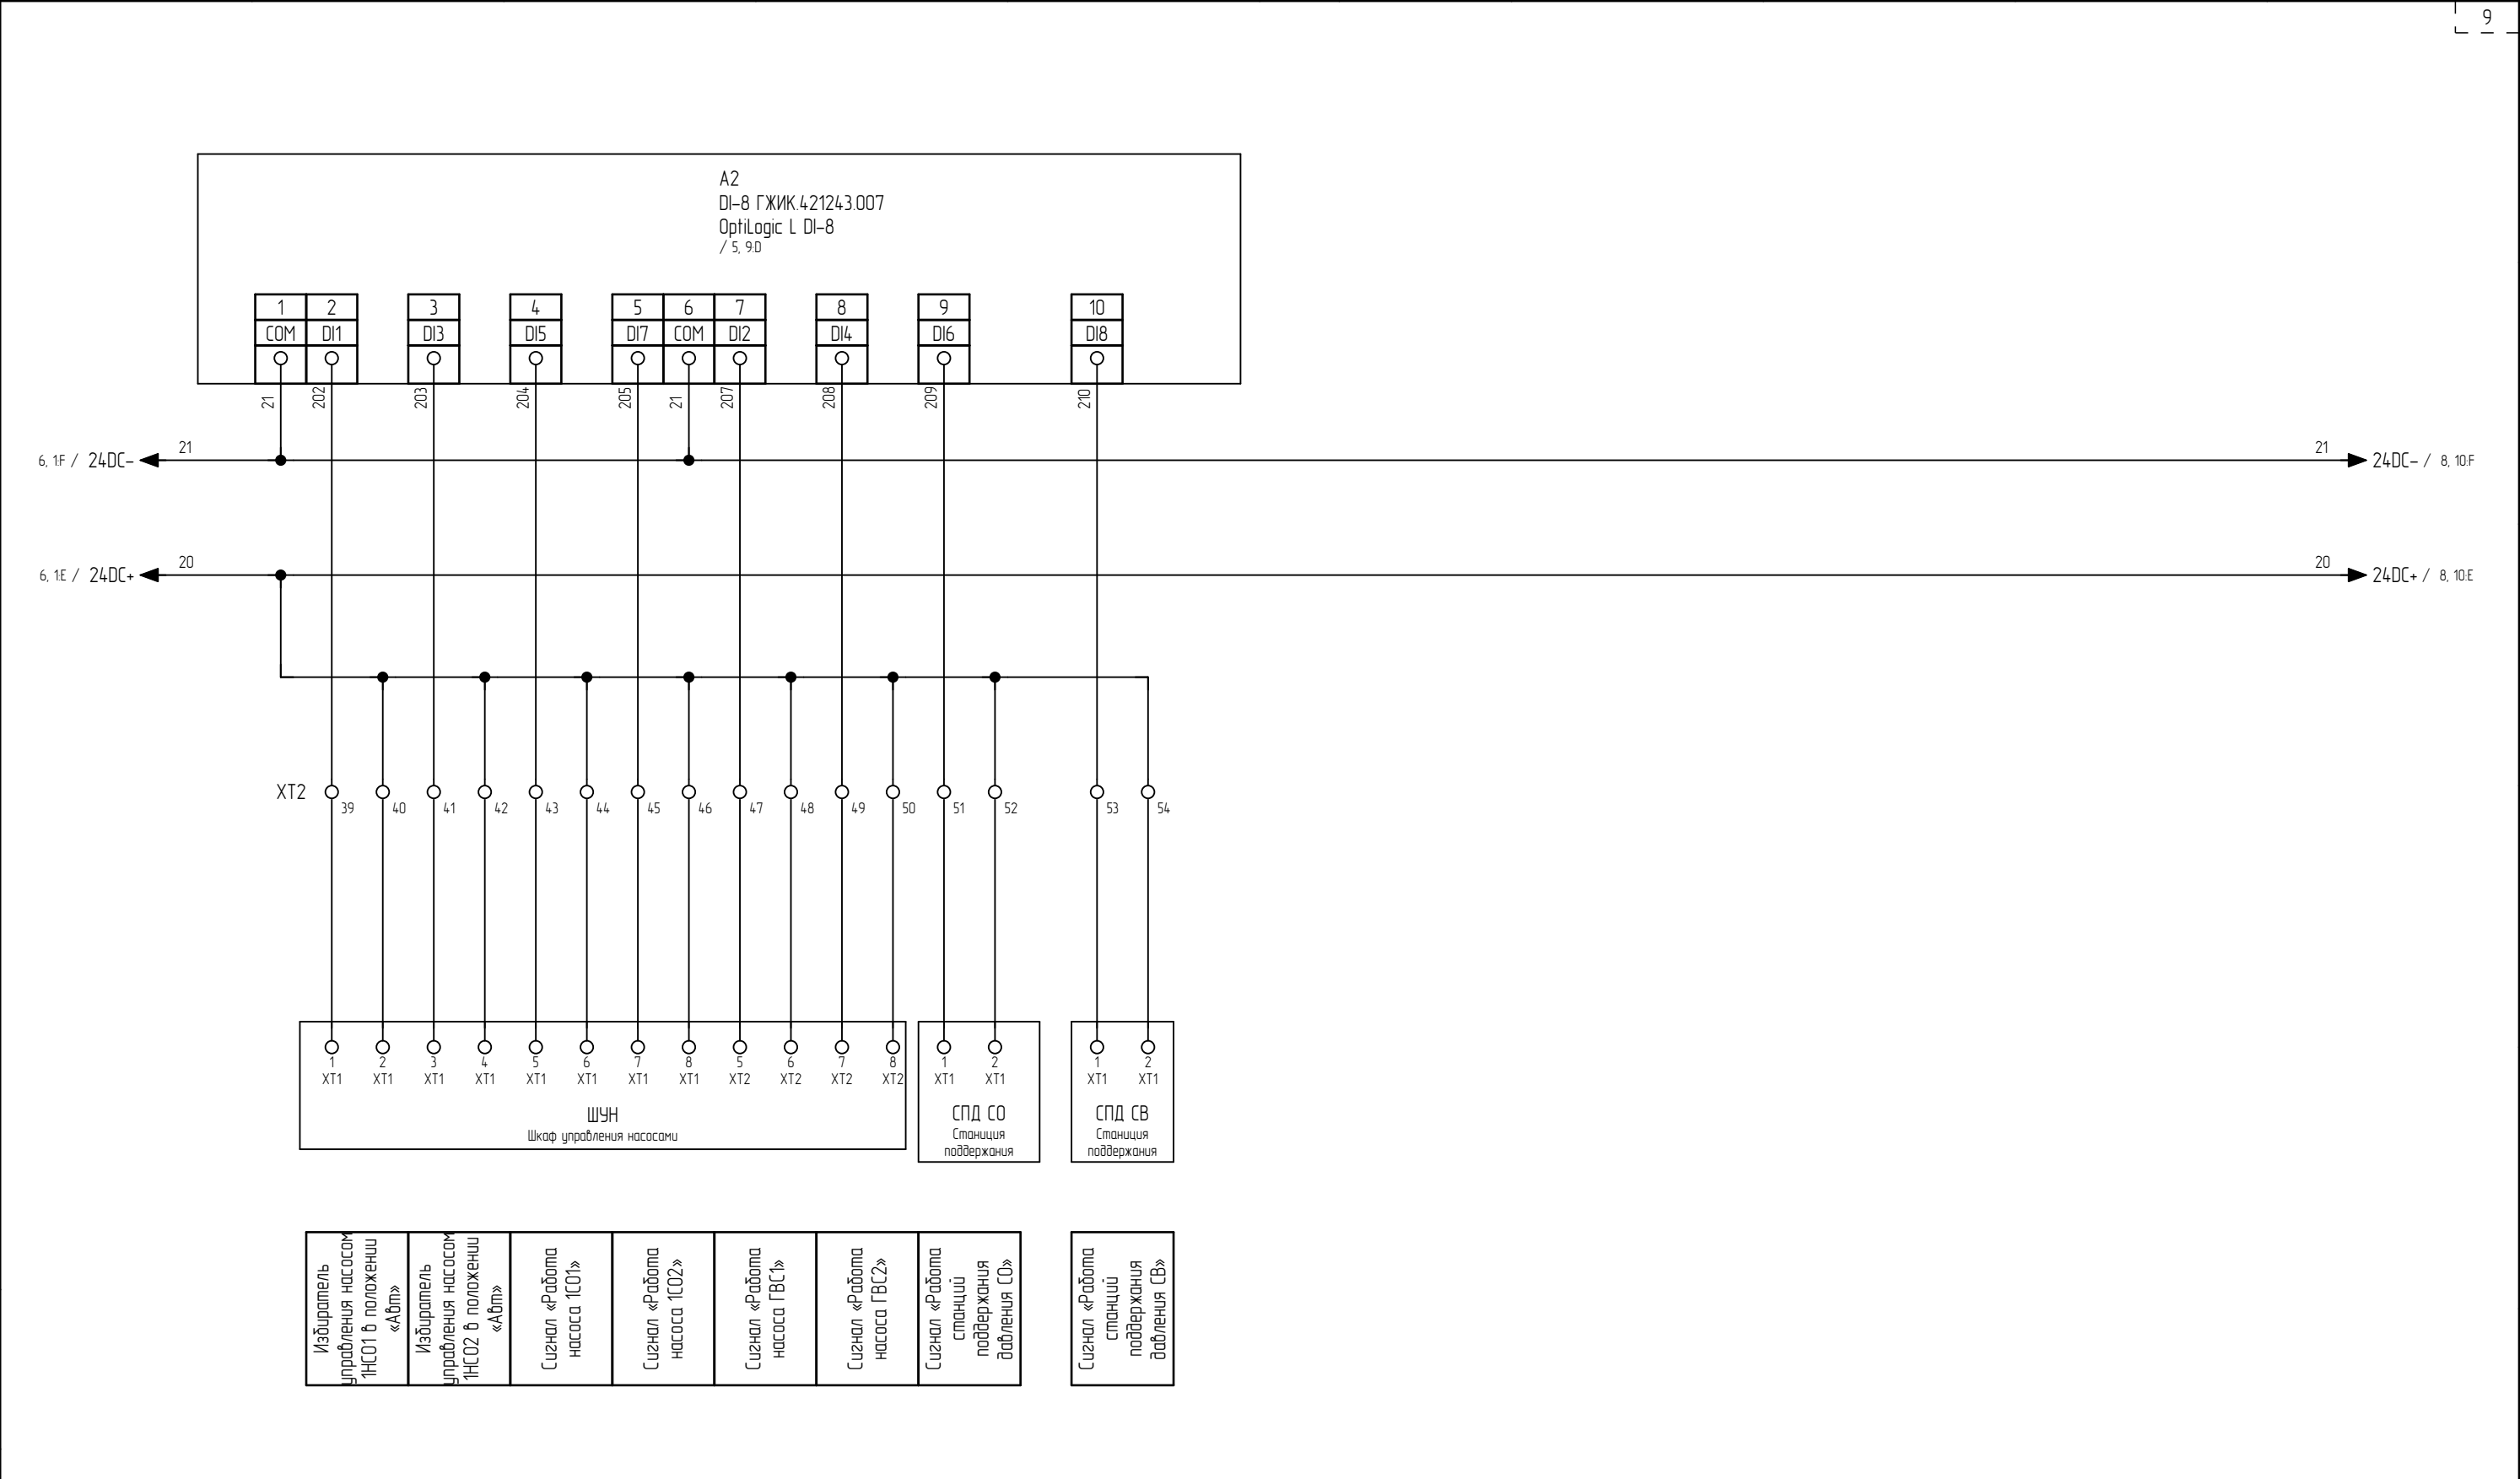 9
A2
DI-8 ГЖИК.421243.007
OptiLogic L DI-8
/ 5, 9:D
1 2 3 4 5 6 7 8 9 10
COM DI1 DI3 DI5 DI7 COM DI2 DI4 DI6 DI8
21 202 203 204 205 21 207 208 209 210
6, 1:F / 24DC- 21 21 24DC- / 8, 10:F
6, 1:E / 24DC+ 20 20 24DC+ / 8, 10:E
XT2 39 40 41 42 43 44 45 46 47 48 49 50 51 52 53 54
1 2 3 4 5 6 7 8 5 6 7 8 1 2 1 2
XT1 XT1 XT1 XT1 XT1 XT1 XT1 XT1 XT2 XT2 XT2 XT2 XT1 XT1 XT1 XT1
ШУН
Шкаф управления насосами
СПД СО
Станиция
поддержания
СПД СВ
Станиция
поддержания
Избиратель
управления насосом
1НСО1 в положении
«Авт»
Избиратель
управления насосом
1НСО2 в положении
«Авт»
Сигнал «Работа
насоса 1СО1»
Сигнал «Работа
насоса 1СО2»
Сигнал «Работа
насоса ГВС1»
Сигнал «Работа
насоса ГВС2»
Сигнал «Работа
станций
поддержания
давления СО»
Сигнал «Работа
станций
поддержания
давления СВ»